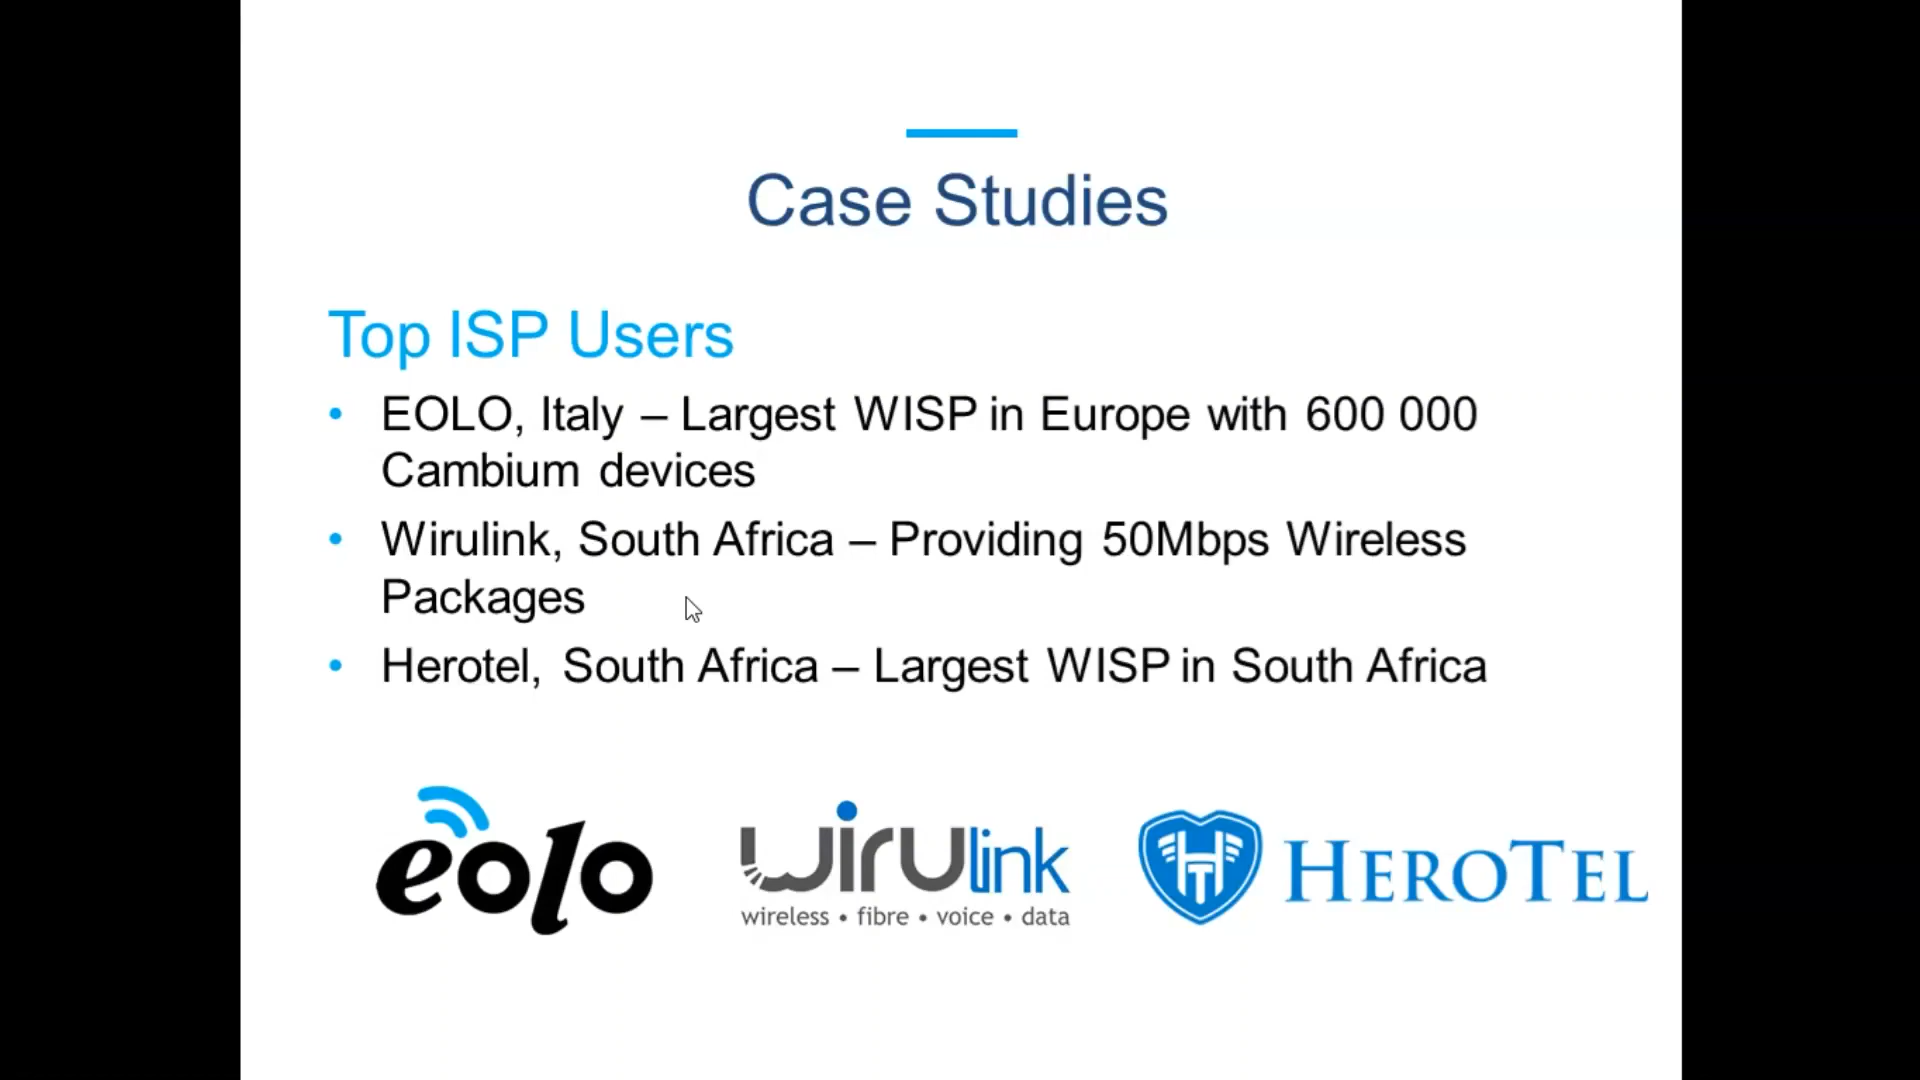 Case Studies
Top ISP Users
• EOLO, Italy – Largest WISP in Europe with 600 000
Cambium devices
• Wirulink, South Africa – Providing 50Mbps Wireless
Packages
• Herotel, South Africa – Largest WISP in South Africa
eolo
wirulink
wireless • fibre • voice • data
HEROTEL